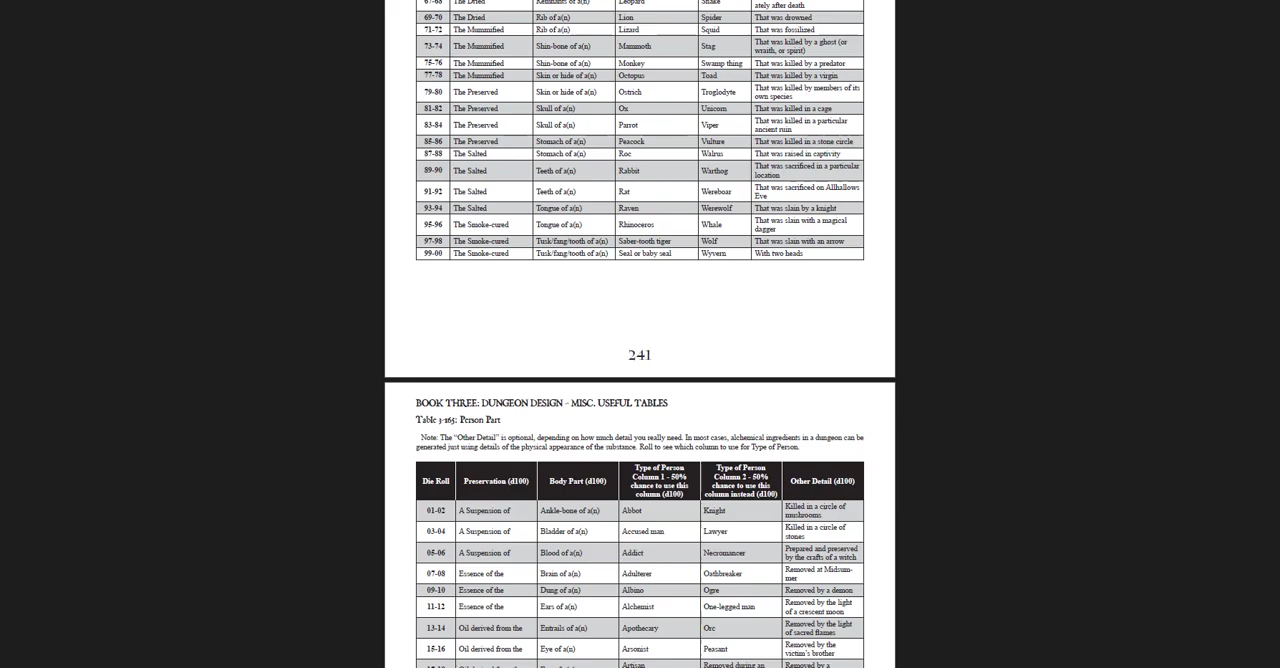 67-68 The Dried Remnants of a(n) Leopard Snake
ately after death
69-70 The Dried Rib of a(n) Lion Spider That was drowned
71-72 The Mummified Rib of a(n) Lizard Squid That was fossilized
73-74 The Mummified Shin-bone of a(n) Mammoth Stag That was killed by a ghost (or
wraith, or spirit)
75-76 The Mummified Shin-bone of a(n) Monkey Swamp thing That was killed by a predator
77-78 The Mummified Skin or hide of a(n) Octopus Toad That was killed by a virgin
79-80 The Preserved Skin or hide of a(n) Ostrich Troglodyte That was killed by members of its
own species
81-82 The Preserved Skull of a(n) Ox Unicorn That was killed in a cage
83-84 The Preserved Skull of a(n) Parrot Viper That was killed in a particular
ancient ruin
85-86 The Preserved Stomach of a(n) Peacock Vulture That was killed in a stone circle
87-88 The Salted Stomach of a(n) Roc Walrus That was raised in captivity
89-90 The Salted Teeth of a(n) Rabbit Warthog That was sacrificed in a particular
location
91-92 The Salted Teeth of a(n) Rat Wereboar That was sacrificed on Allhallows
Eve
93-94 The Salted Tongue of a(n) Raven Werewolf That was slain by a knight
95-96 The Smoke-cured Tongue of a(n) Rhinoceros Whale That was slain with a magical
dagger
97-98 The Smoke-cured Tusk/fang/tooth of a(n) Saber-tooth tiger Wolf That was slain with an arrow
99-00 The Smoke-cured Tusk/fang/tooth of a(n) Seal or baby seal Wyvern With two heads
241
BOOK THREE: DUNGEON DESIGN - MISC. USEFUL TABLES
Table 3-165: Person Part
Note: The “Other Detail” is optional, depending on how much detail you really need. In most cases, alchemical ingredients in a dungeon can be
generated just using details of the physical appearance of the substance. Roll to see which column to use for Type of Person.
Die Roll Preservation (d100) Body Part (d100) Type of Person
Column 1 - 50%
chance to use this
column (d100) Type of Person
Column 2 - 50%
chance to use this
column instead (d100) Other Detail (d100)
01-02 A Suspension of Ankle-bone of a(n) Abbot Knight Killed in a circle of
mushrooms
03-04 A Suspension of Bladder of a(n) Accused man Lawyer Killed in a circle of
stones
05-06 A Suspension of Blood of a(n) Addict Necromancer Prepared and preserved
by the crafts of a witch
07-08 Essence of the Brain of a(n) Adulterer Oathbreaker Removed at Midsum-
mer
09-10 Essence of the Dung of a(n) Albino Ogre Removed by a demon
11-12 Essence of the Ears of a(n) Alchemist One-legged man Removed by the light
of a crescent moon
13-14 Oil derived from the Entrails of a(n) Apothecary Orc Removed by the light
of sacred flames
15-16 Oil derived from the Eye of a(n) Arsonist Peasant Removed by the
victim's brother
Artisan Removed during an Removed by a